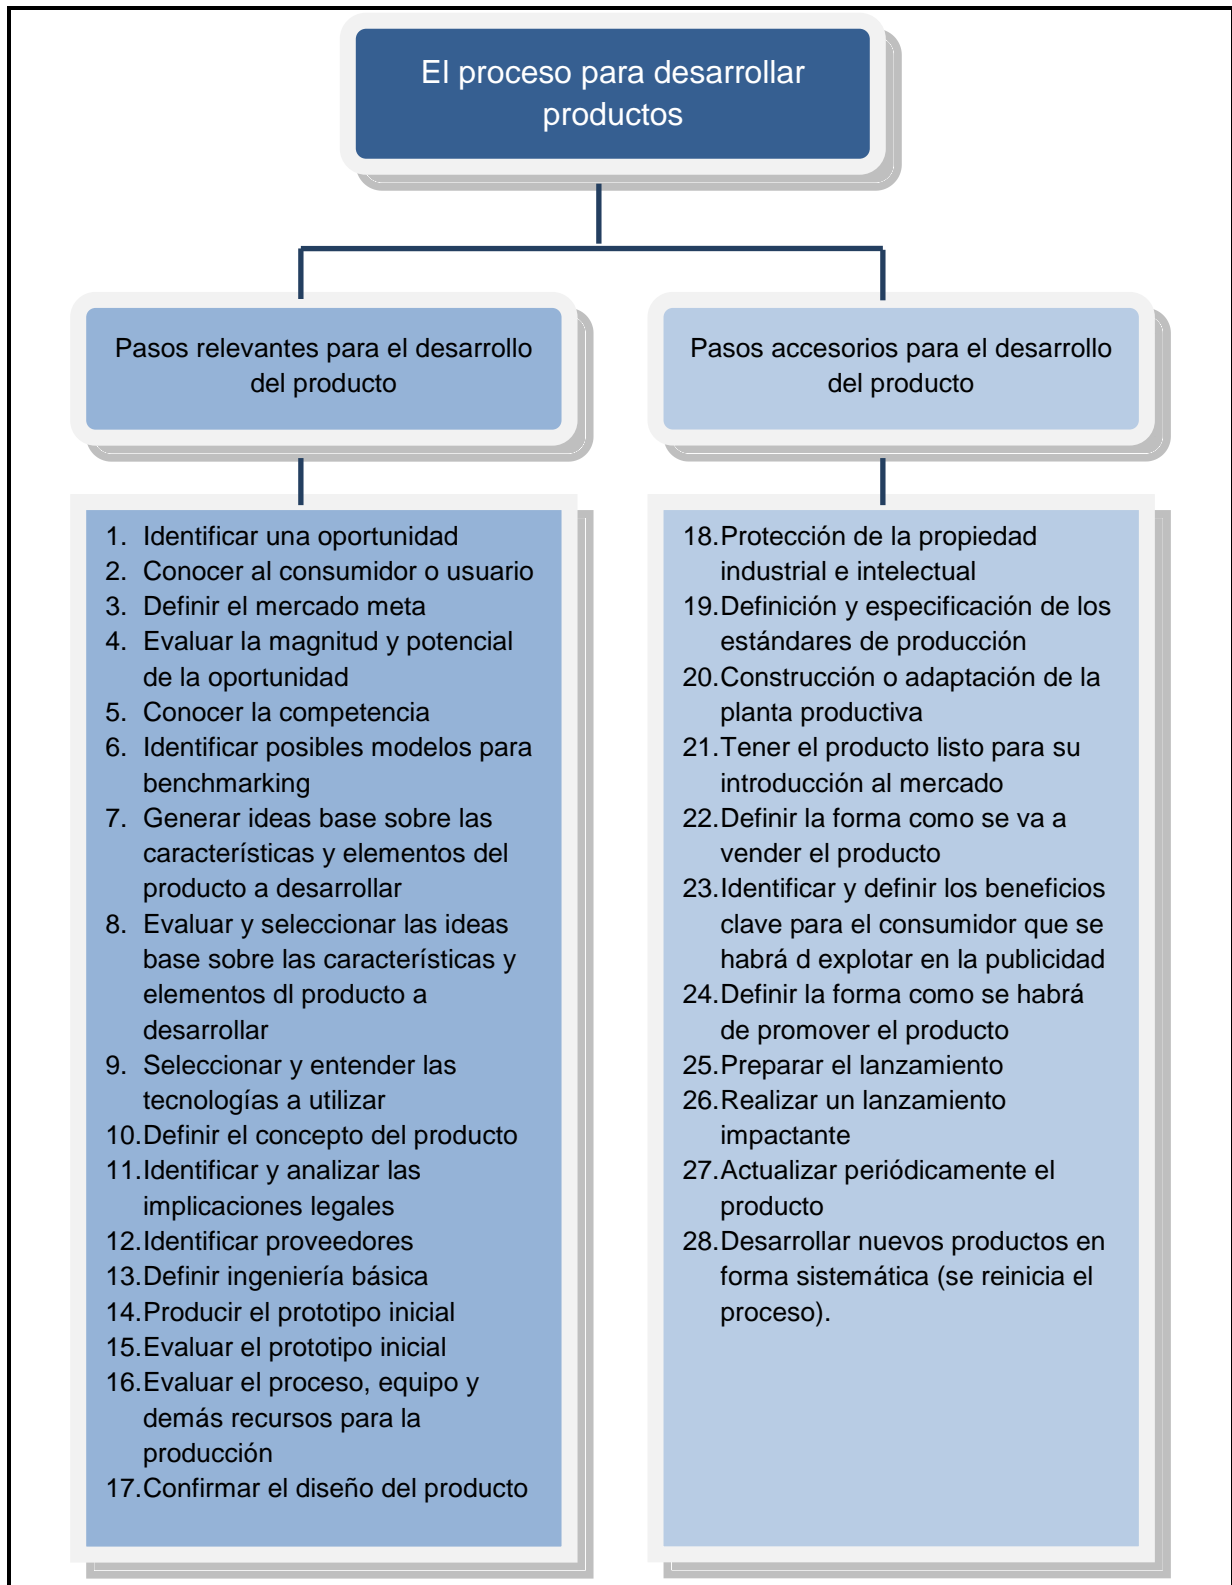 El proceso para desarrollar
productos
Pasos relevantes para el desarrollo
del producto
Pasos accesorios para el desarrollo
del producto
1. Identificar una oportunidad
2. Conocer al consumidor o usuario
3. Definir el mercado meta
4. Evaluar la magnitud y potencial
de la oportunidad
5. Conocer la competencia
6. Identificar posibles modelos para
benchmarking
7. Generar ideas base sobre las
características y elementos del
producto a desarrollar
8. Evaluar y seleccionar las ideas
base sobre las características y
elementos dl producto a
desarrollar
9. Seleccionar y entender las
tecnologías a utilizar
10.Definir el concepto del producto
11.Identificar y analizar las
implicaciones legales
12.Identificar proveedores
13.Definir ingeniería básica
14.Producir el prototipo inicial
15.Evaluar el prototipo inicial
16.Evaluar el proceso, equipo y
demás recursos para la
producción
17.Confirmar el diseño del producto
18.Protección de la propiedad
industrial e intelectual
19.Definición y especificación de los
estándares de producción
20.Construcción o adaptación de la
planta productiva
21.Tener el producto listo para su
introducción al mercado
22.Definir la forma como se va a
vender el producto
23.Identificar y definir los beneficios
clave para el consumidor que se
habrá d explotar en la publicidad
24.Definir la forma como se habrá
de promover el producto
25.Preparar el lanzamiento
26.Realizar un lanzamiento
impactante
27.Actualizar periódicamente el
producto
28.Desarrollar nuevos productos en
forma sistemática (se reinicia el
proceso).